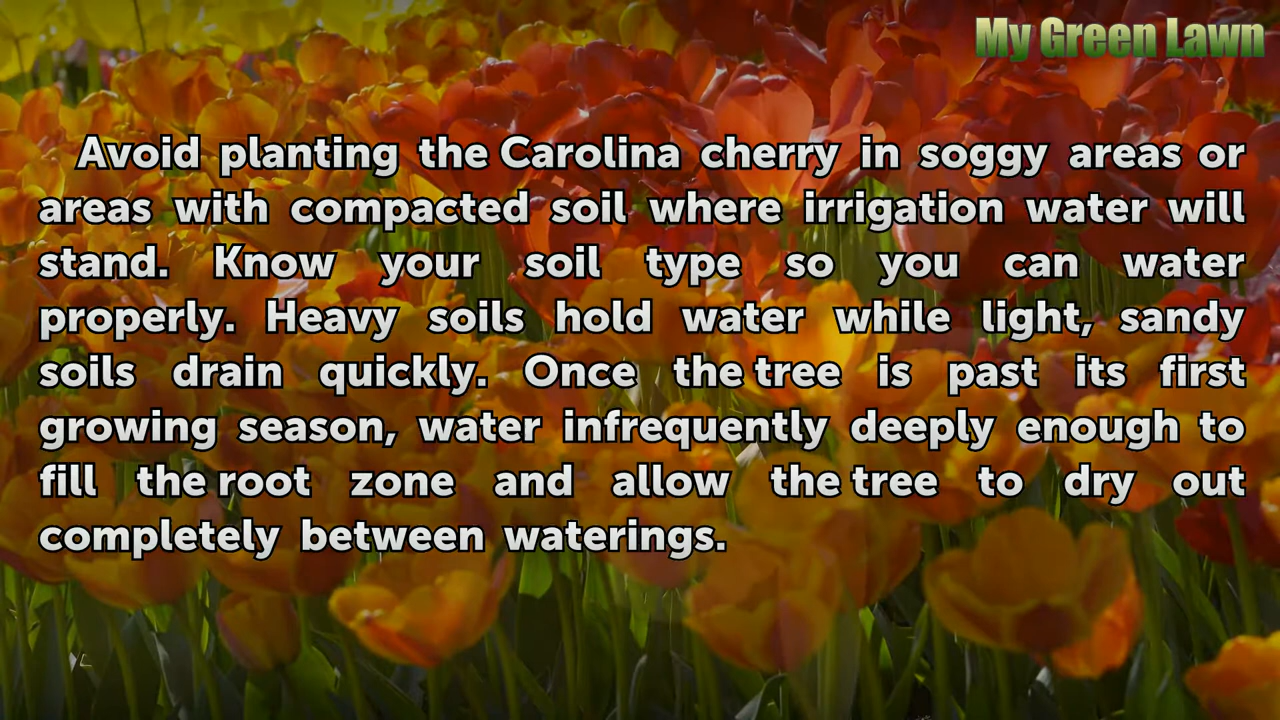 My Green Lawn
Avoid planting the Carolina cherry in soggy areas or
areas with compacted soil where irrigation water will
stand. Know your soil type so you can water
properly. Heavy soils hold water while light, sandy
soils drain quickly. Once the tree is past its first
growing season, water infrequently deeply enough to
fill the root zone and allow the tree to dry out
completely between waterings.